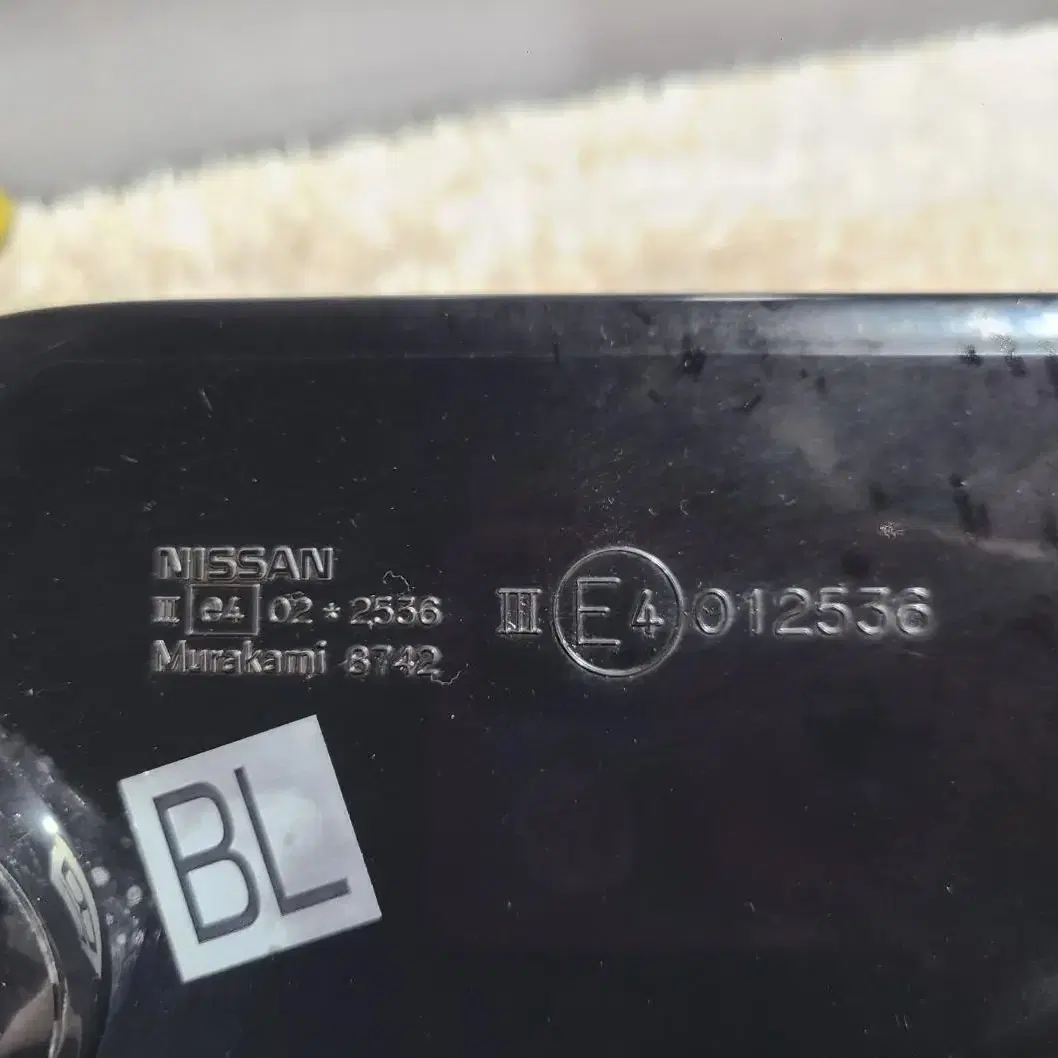 NISSAN
II e4 02 * 2536
Murakami 8742
III E4 012536
BL